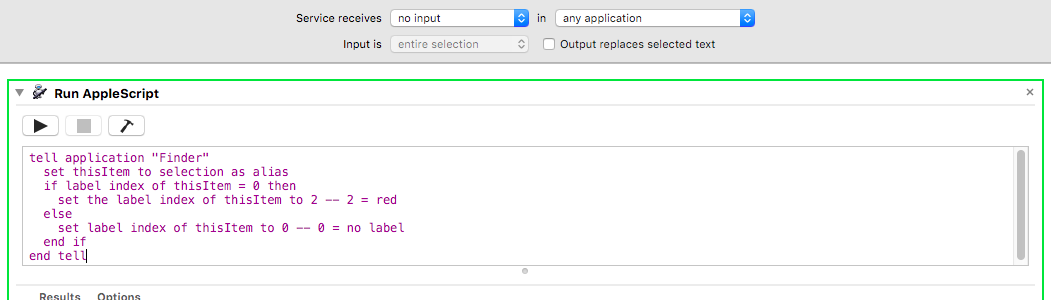 Service receives no input in any application
Input is entire selection Output replaces selected text
Run AppleScript
tell application "Finder"
set thisItem to selection as alias
if label index of thisItem = 0 then
set the label index of thisItem to 2 -- 2 = red
else
set label index of thisItem to 0 -- 0 = no label
end if
end tell
Results Options